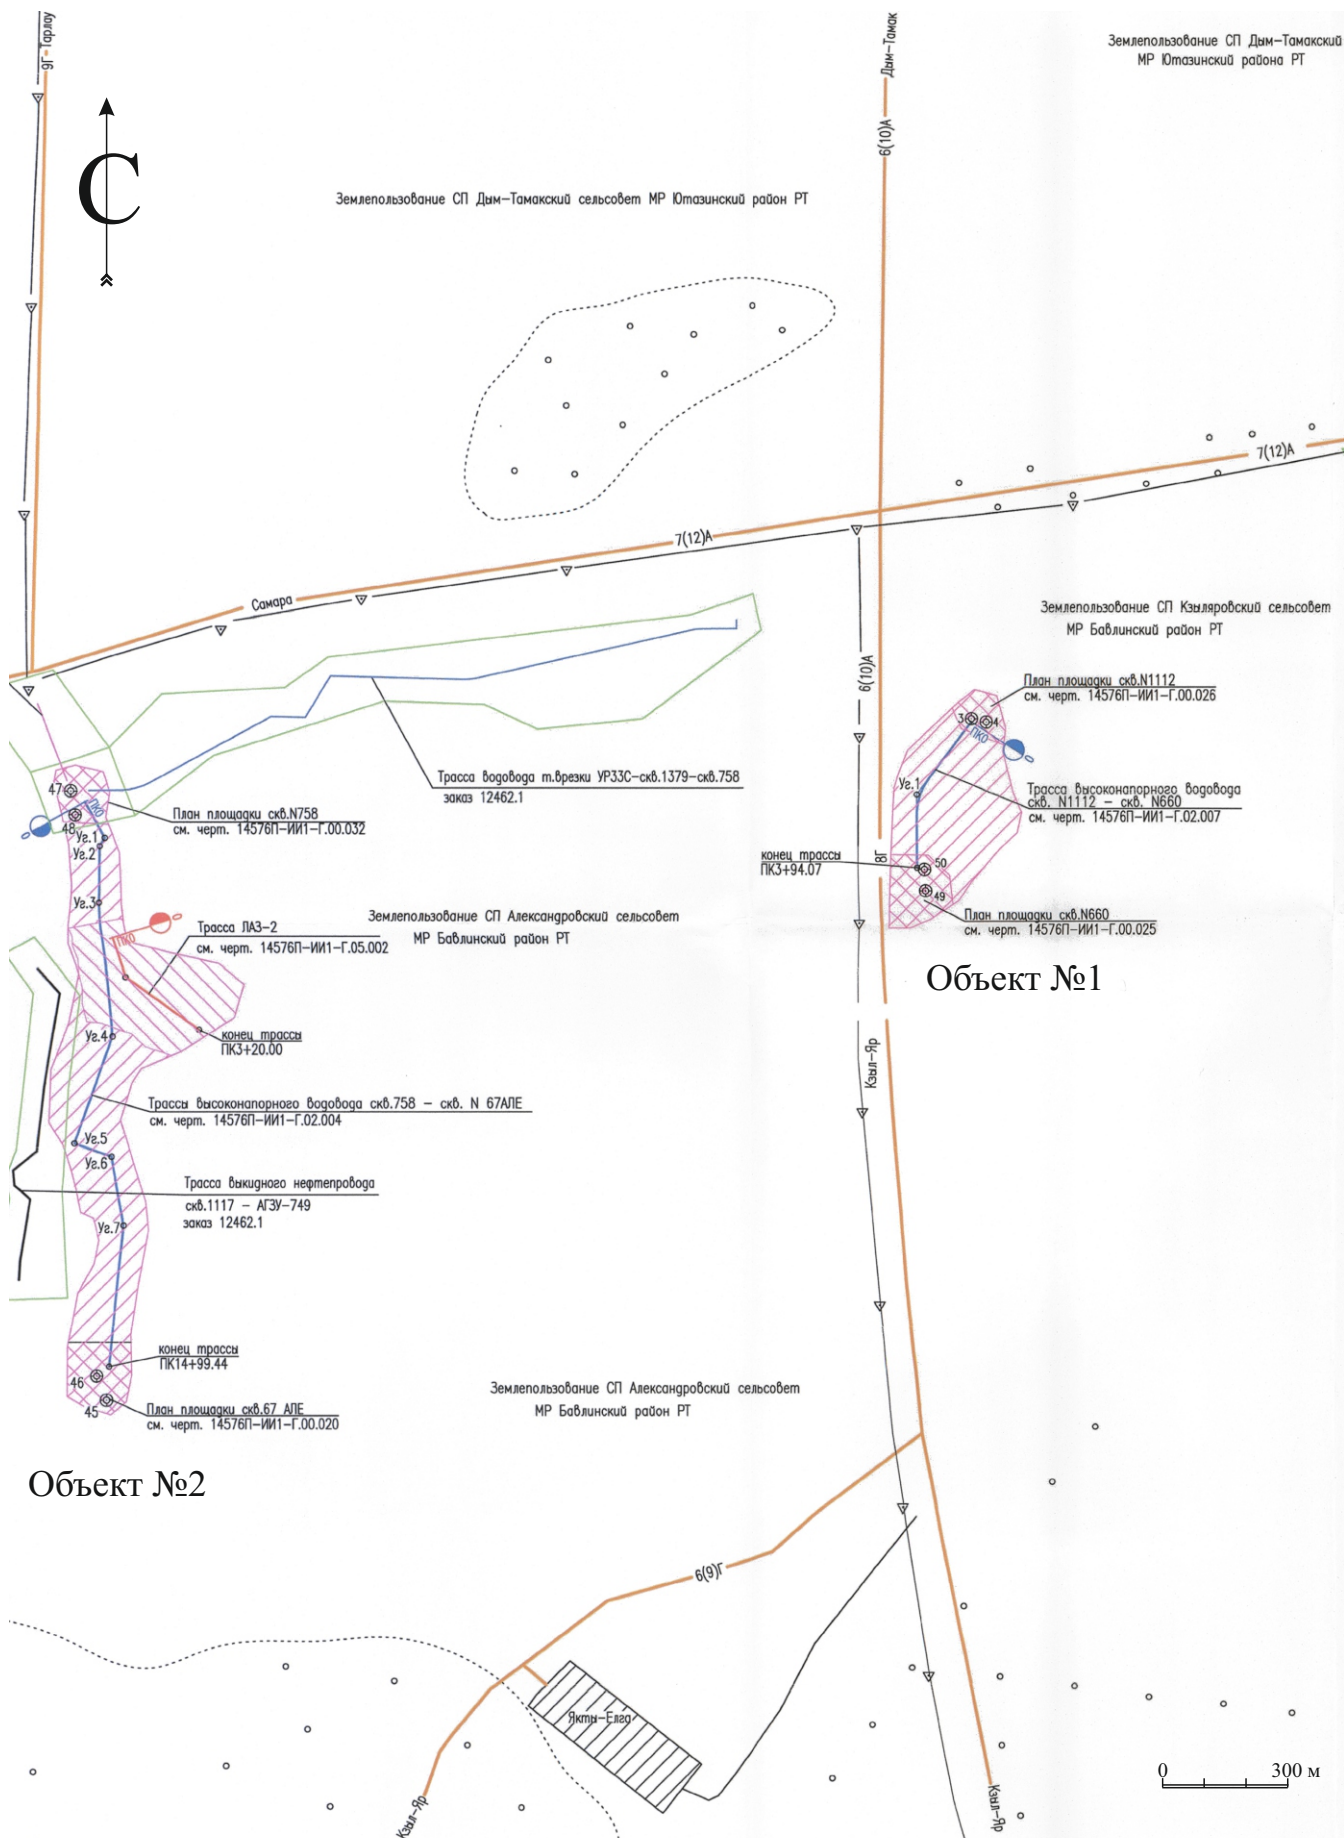 9Г-Тарлау
Дым-Тамак
Землепользование СП Дым-Тамакский
МР Ютазинский района РТ
6(10)А
С
Землепользование СП Дым-Тамакский сельсовет МР Ютазинский район РТ
7(12)А
7(12)А
Самара
Землепользование СП Кзыляровский сельсовет
МР Бавлинский район РТ
6(10)А
План площадки скв.N1112
см. черт. 14576П-ИИ1-Г.00.026
3
4
ПК0
0
Трасса водовода т.врезки УР33С-скв.1379-скв.758
заказ 12462.1
Уг.1
Трасса высоконапорного водовода
скв. N1112 - скв. N660
см. черт. 14576П-ИИ1-Г.02.007
47
ПК0
План площадки скв.N758
см. черт. 14576П-ИИ1-Г.00.032
48
0
Уг.1
Уг.2
конец трассы
ПК3+94.07
8Г
50
49
Уг.3
План площадки скв.N660
см. черт. 14576П-ИИ1-Г.00.025
0
ПК0
Трасса ЛАЗ-2
см. черт. 14576П-ИИ1-Г.05.002
Землепользование СП Александровский сельсовет
МР Бавлинский район РТ
Объект №1
Уг.4
конец трассы
ПК3+20.00
Кзыл-Яр
Трассы высоконапорного водовода скв.758 - скв. N 67АЛЕ
см. черт. 14576П-ИИ1-Г.02.004
Уг.5
Уг.6
Трасса выкидного нефтепровода
скв.1117 - АГЗУ-749
заказ 12462.1
Уг.7
конец трассы
ПК14+99.44
46
45
План площадки скв.67 АЛЕ
см. черт. 14576П-ИИ1-Г.00.020
Землепользование СП Александровский сельсовет
МР Бавлинский район РТ
Объект №2
6(9)Г
Якты-Елга
Кзыл-Яр
Кзыл-Яр
0 300 м